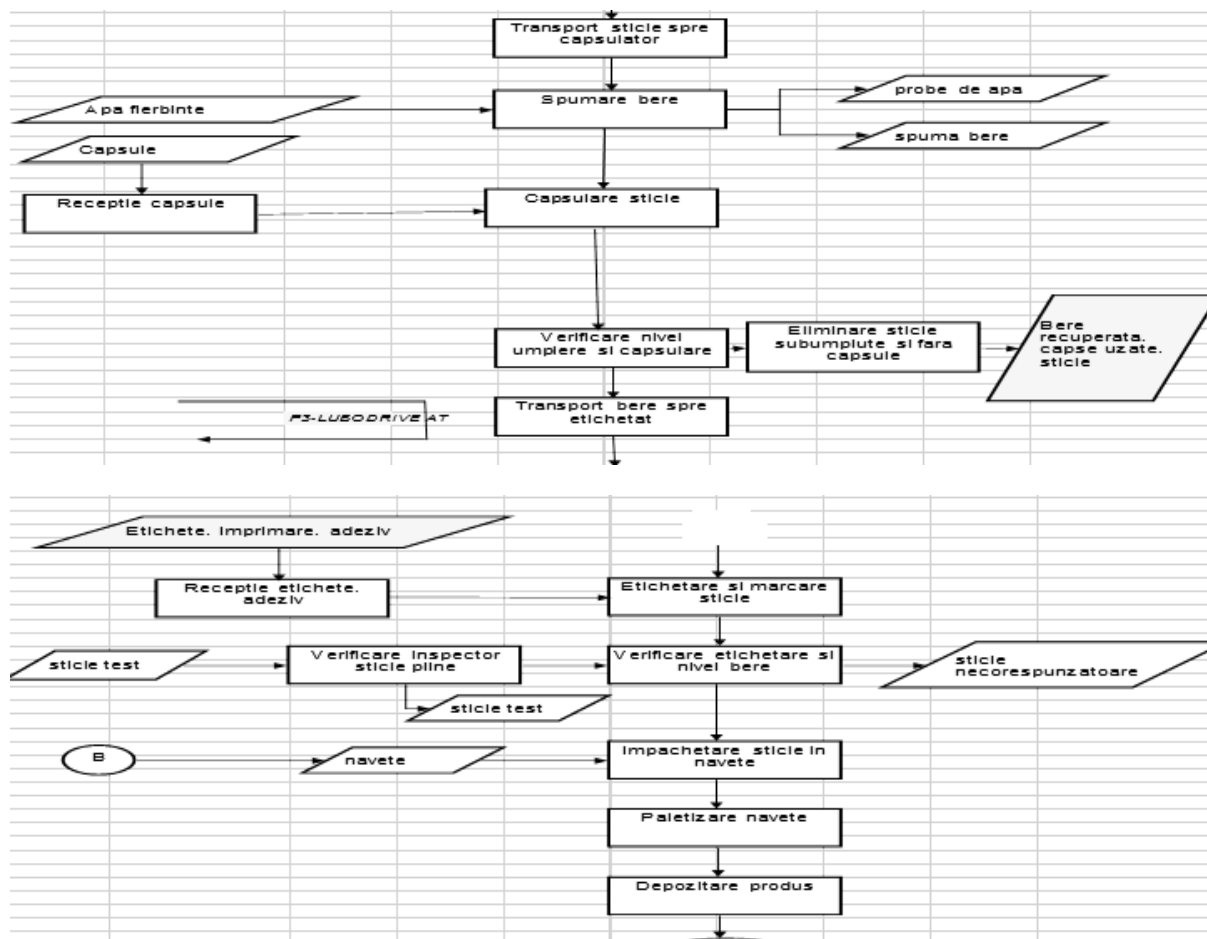 Transport sticle spre
capsulator
Spumare bere
probe de apa
Apa fierbinte
spuma bere
Capsule
Receptie capsule
Capsulare sticle
Verificare nivel
umplere si capsulare
Eliminare sticle
subumplute si fara
capsule
Bere
recuperata.
capse uzate.
sticle
Transport bere spre
etichetat
P3-LUBODRIVE AT
Etichete. Imprimare. adeziv
Receptie etichete.
adeziv
Etichetare si marcare
sticle
sticle test
Verificare Inspector
sticle pline
Verificare etichetare si
nivel bere
sticle
necorespunzatoare
sticle test
B
navete
Impachetare sticle in
navete
Paletizare navete
Depozitare produs